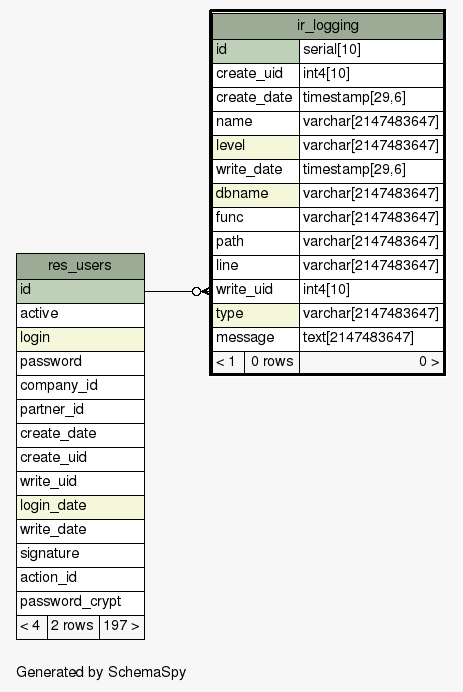 ir_logging
id serial[10]
create_uid int4[10]
create_date timestamp[29,6]
name varchar[2147483647]
level varchar[2147483647]
write_date timestamp[29,6]
dbname varchar[2147483647]
func varchar[2147483647]
path varchar[2147483647]
line varchar[2147483647]
write_uid int4[10]
type varchar[2147483647]
message text[2147483647]
< 1 0 rows 0 >
res_users
id
active
login
password
company_id
partner_id
create_date
create_uid
write_uid
login_date
write_date
signature
action_id
password_crypt
< 4 2 rows 197 >
Generated by SchemaSpy